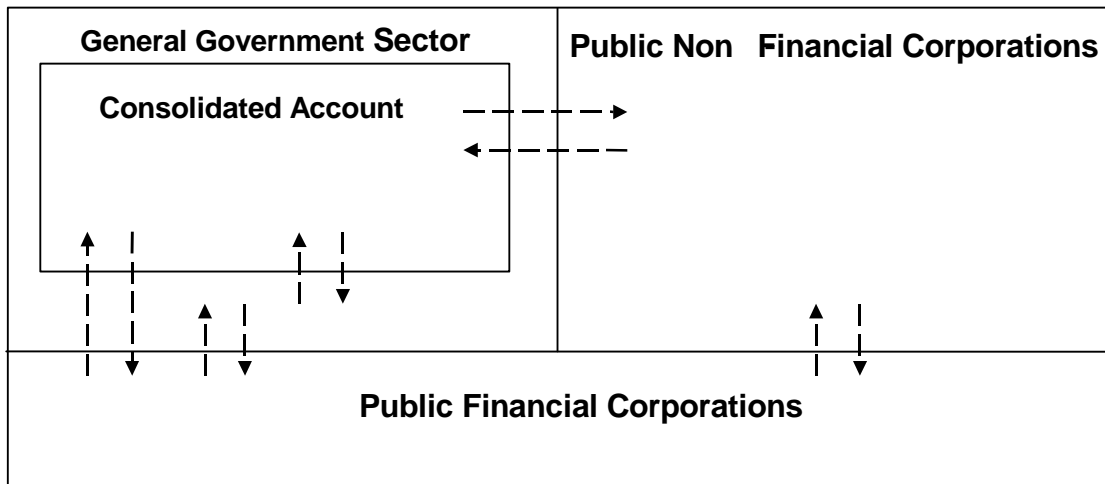 General Government Sector
Public Non Financial Corporations
Consolidated Account
Public Financial Corporations